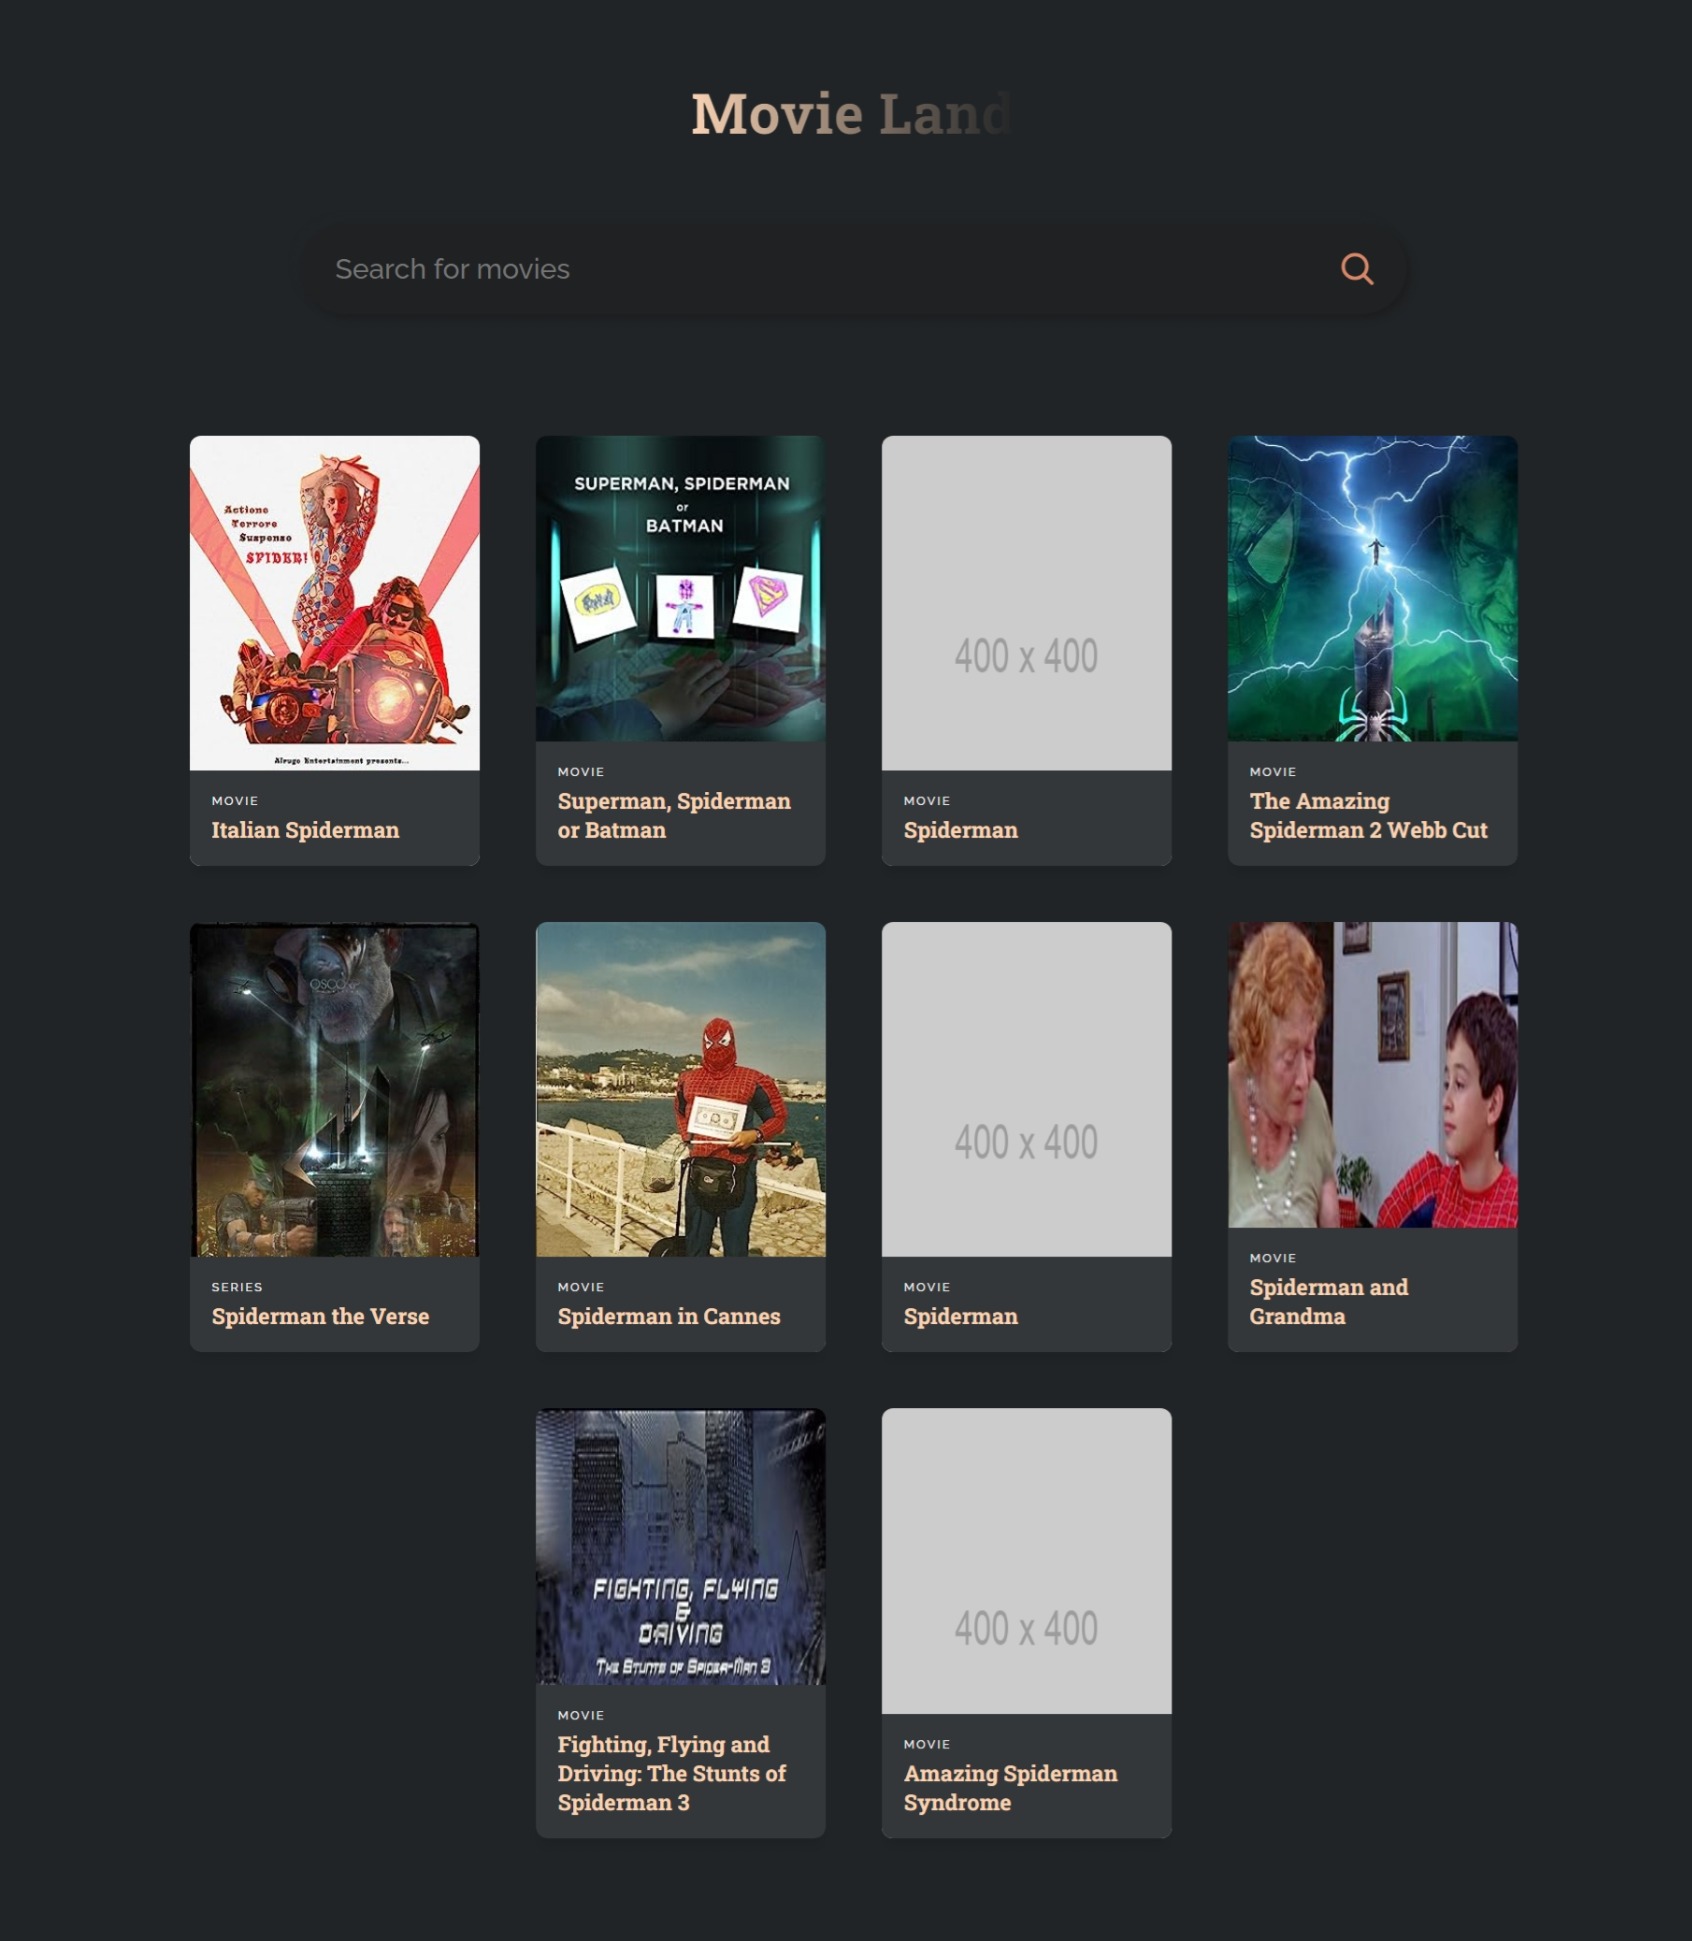 Movie Land
Search for movies
Actione
Terrore
Suspenso
SPIDER!
Alrugo Entertainment presents...
SUPERMAN, SPIDERMAN
or
BATMAN
400 x 400
MOVIE
Italian Spiderman
MOVIE
Superman, Spiderman
or Batman
MOVIE
Spiderman
MOVIE
The Amazing
Spiderman 2 Webb Cut
OSCO
400 x 400
SERIES
Spiderman the Verse
MOVIE
Spiderman in Cannes
MOVIE
Spiderman
MOVIE
Spiderman and
Grandma
FIGHTING, FLYING
&
DRIVING
THE STUNTS OF SPIDER-MAN 3
400 x 400
MOVIE
Fighting, Flying and
Driving: The Stunts of
Spiderman 3
MOVIE
Amazing Spiderman
Syndrome